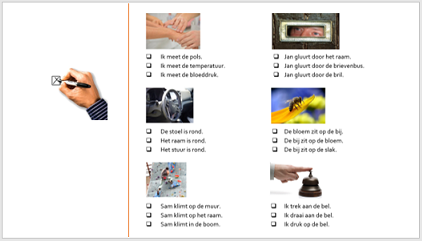 Ik meet de pols.
Ik meet de temperatuur.
Ik meet de bloeddruk.
Jan gluurt door het raam.
Jan gluurt door de brievenbus.
Jan gluurt door de bril.
De stoel is rond.
Het raam is rond.
Het stuur is rond.
De bloem zit op de bij.
De bij zit op de bloem.
De bij zit op de slak.
Sam klimt op de muur.
Sam klimt op het raam.
Sam klimt in de boom.
Ik trek aan de bel.
Ik draai aan de bel.
Ik druk op de bel.